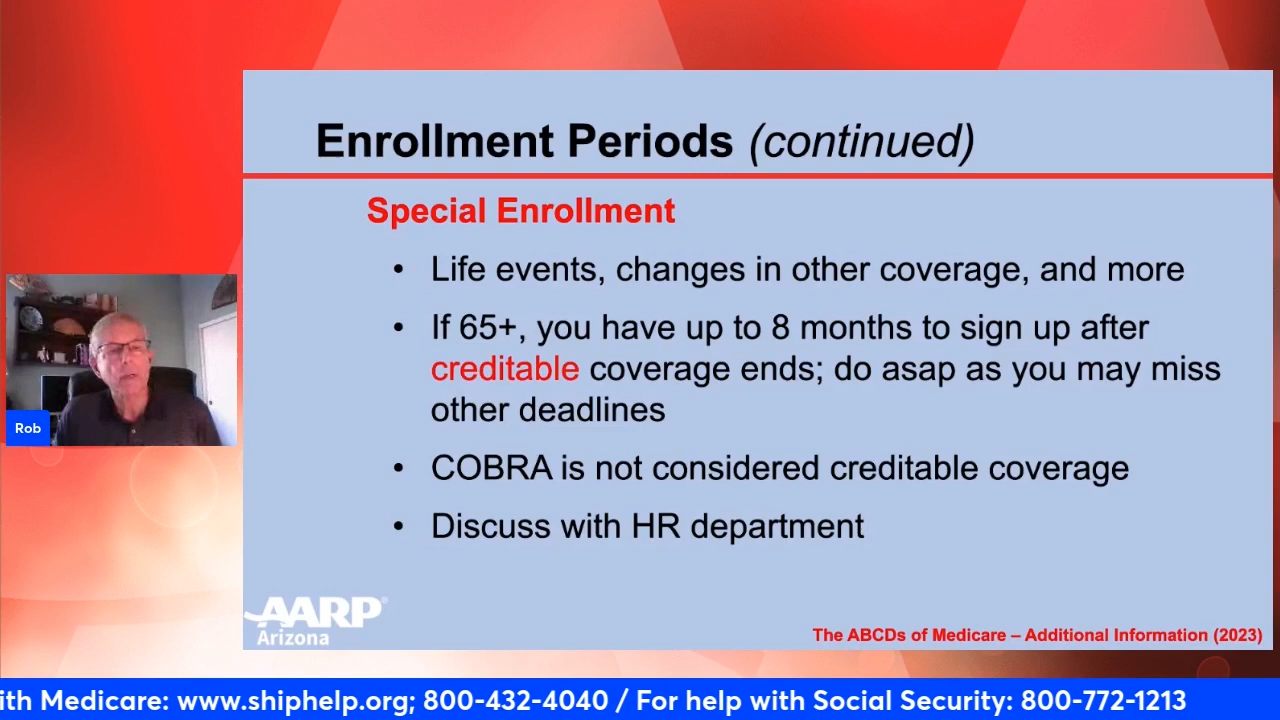 Enrollment Periods (continued)
Special Enrollment
• Life events, changes in other coverage, and more
• If 65+, you have up to 8 months to sign up after
creditable coverage ends; do asap as you may miss
other deadlines
• COBRA is not considered creditable coverage
• Discuss with HR department
Rob
AARP®
Arizona
The ABCDs of Medicare – Additional Information (2023)
ith Medicare: www.shiphelp.org; 800-432-4040 / For help with Social Security: 800-772-1213